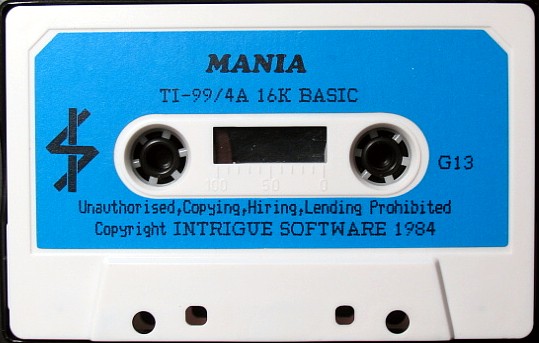 MANIA
TI-99/4A 16K BASIC
G13
100 50 0
Unauthorised,Copying,Hiring,Lending Prohibited
Copyright INTRIGUE SOFTWARE 1984